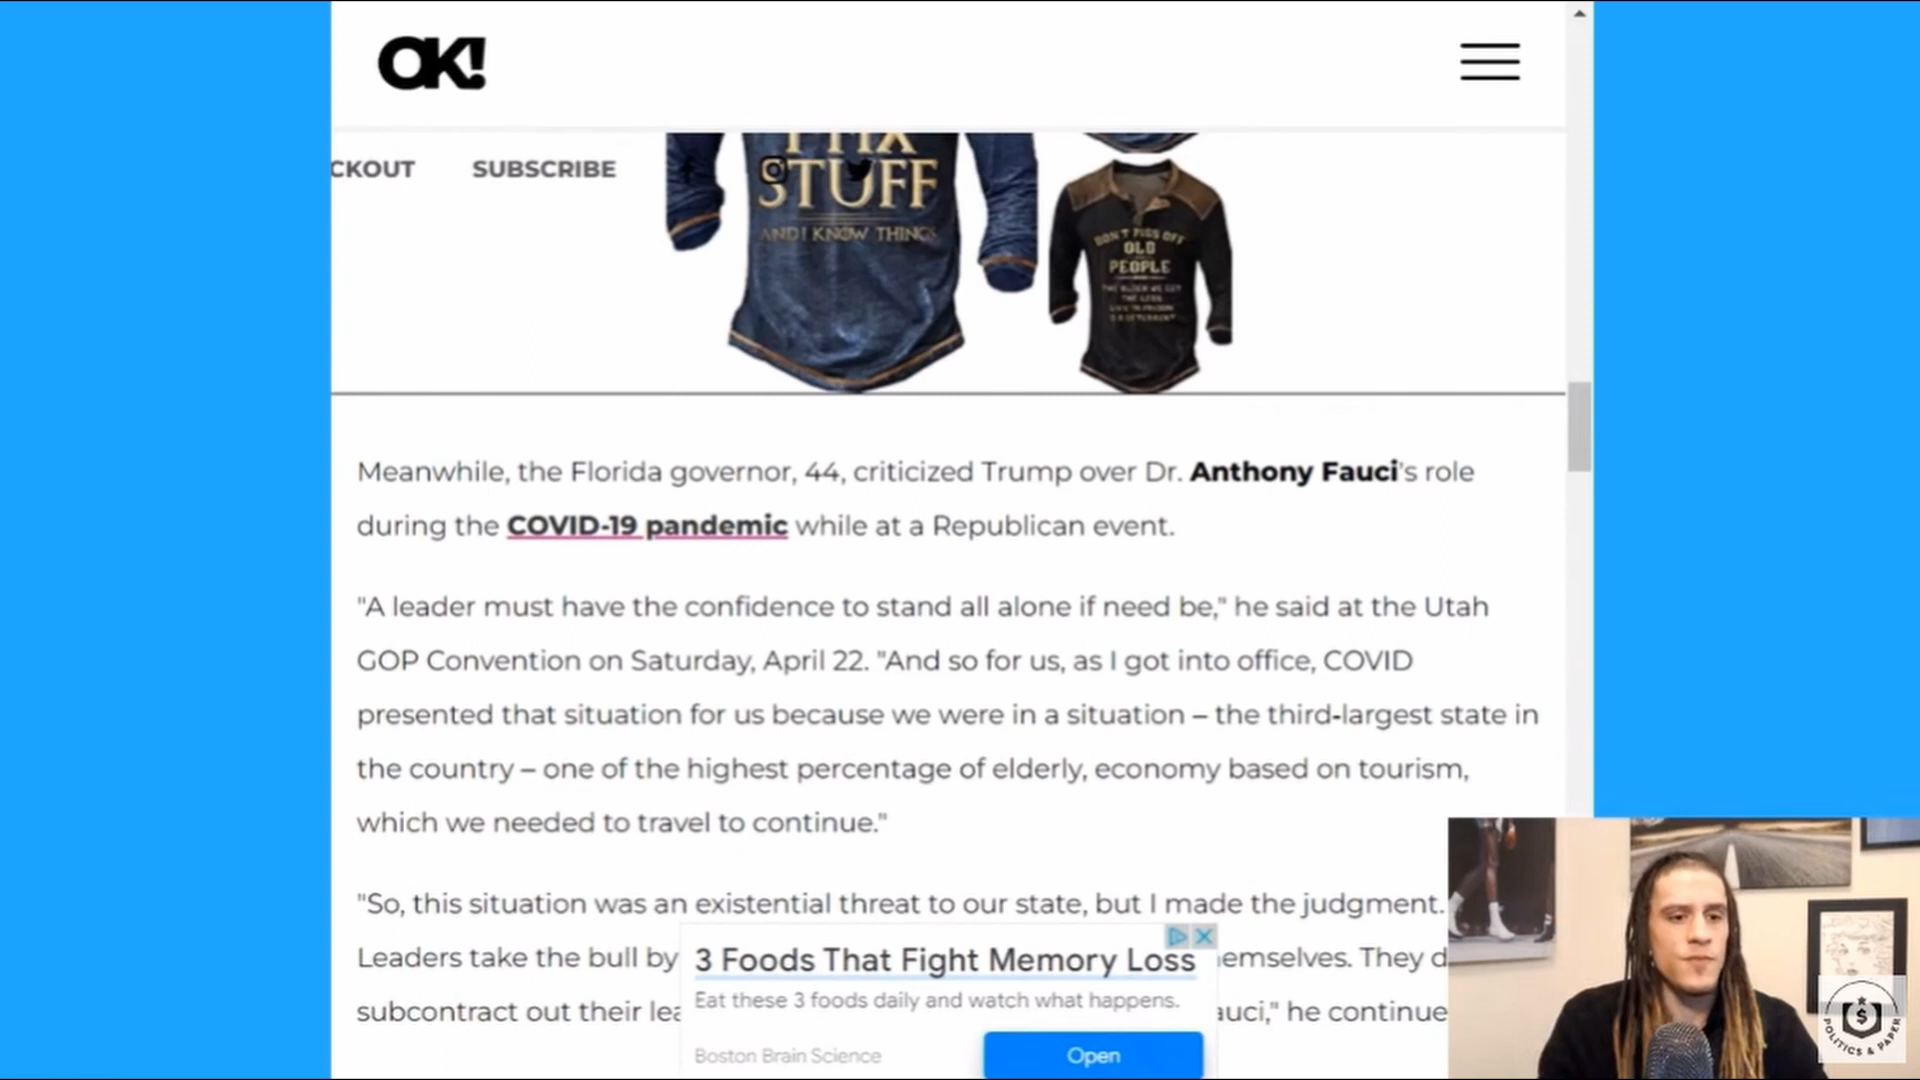 OK!
CKOUT
SUBSCRIBE
STUFF
AND I KNOW THINGS
DON'T PISS OFF
OLD
PEOPLE
THE OLDER WE GET
THE LESS
Meanwhile, the Florida governor, 44, criticized Trump over Dr. Anthony Fauci's role
during the COVID-19 pandemic while at a Republican event.
"A leader must have the confidence to stand all alone if need be," he said at the Utah
GOP Convention on Saturday, April 22. "And so for us, as I got into office, COVID
presented that situation for us because we were in a situation – the third-largest state in
the country – one of the highest percentage of elderly, economy based on tourism,
which we needed to travel to continue."
"So, this situation was an existential threat to our state, but I made the judgment.
Leaders take the bull by emselves. They d
subcontract out their lea auci," he continue
3 Foods That Fight Memory Loss
Eat these 3 foods daily and watch what happens.
Boston Brain Science
Open
POLITICS & PAPER